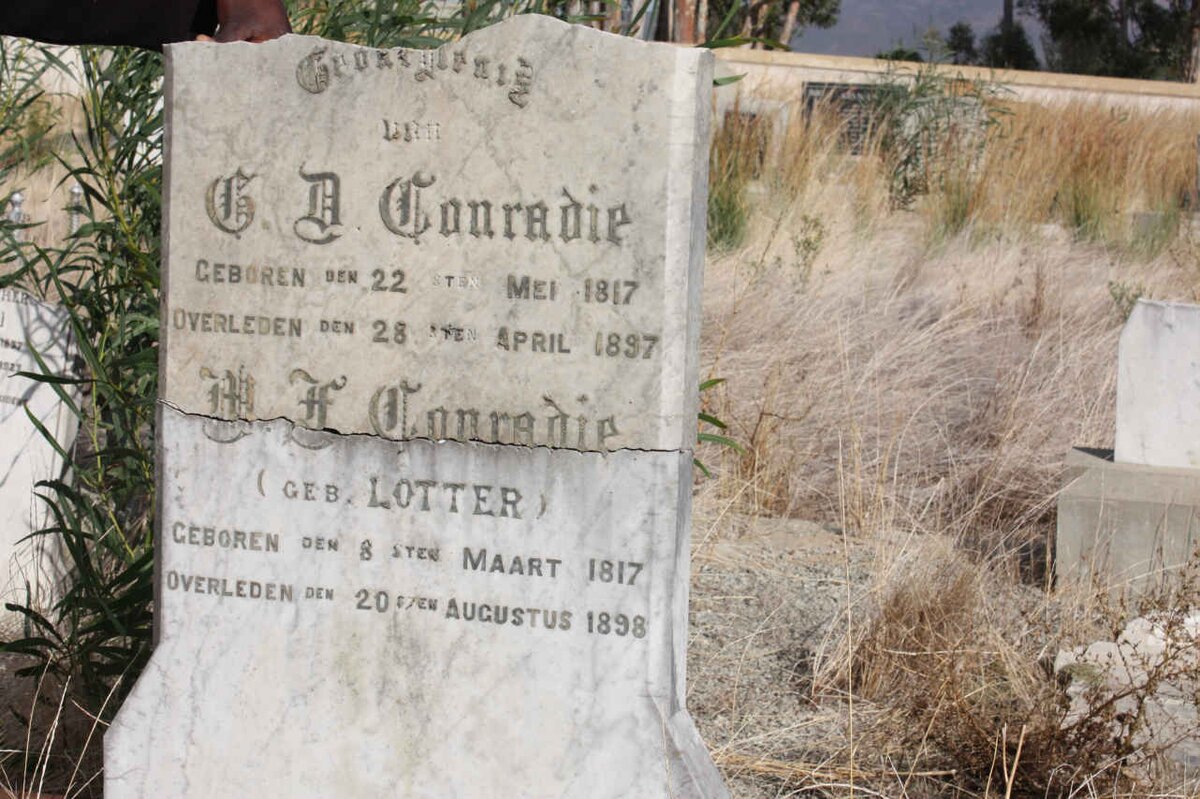 van
G. D. Conradie
GEBOREN DEN 22 STEN MEI 1817
OVERLEDEN DEN 28 STEN APRIL 1897
Conradie
(GEB. LOTTER)
GEBOREN DEN 8 STEN MAART 1817
OVERLEDEN DEN 20 STEN AUGUSTUS 1898